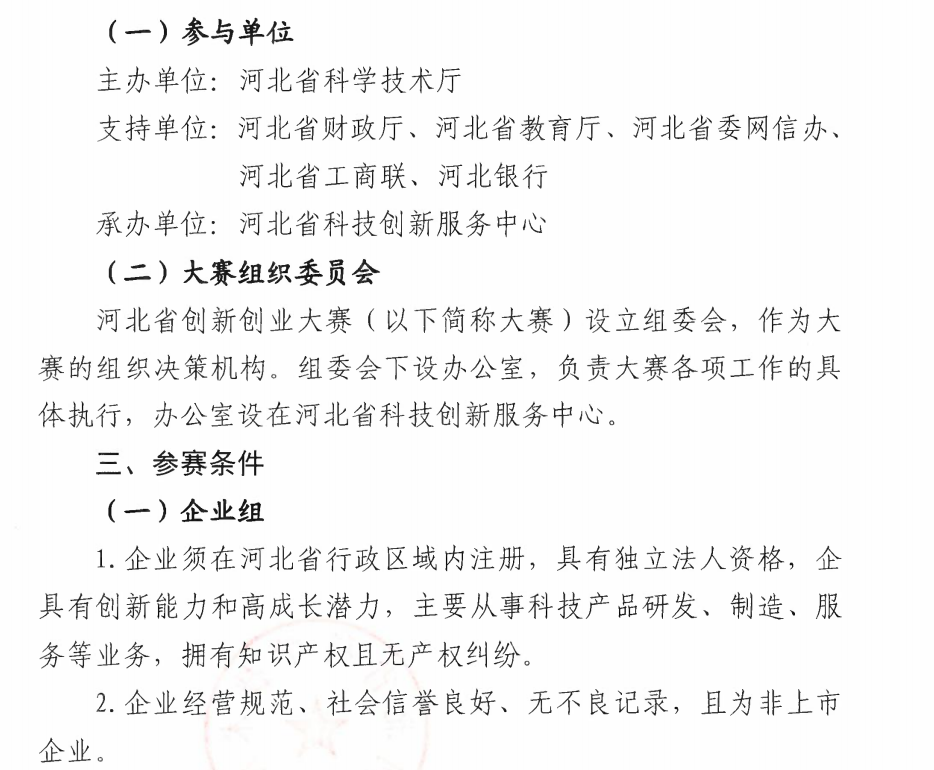 （一）参与单位
主办单位：河北省科学技术厅
支持单位：河北省财政厅、河北省教育厅、河北省委网信办、
河北省工商联、河北银行
承办单位：河北省科技创新服务中心
（二）大赛组织委员会
河北省创新创业大赛（以下简称大赛）设立组委会，作为大
赛的组织决策机构。组委会下设办公室，负责大赛各项工作的具
体执行，办公室设在河北省科技创新服务中心。
三、参赛条件
（一）企业组
1. 企业须在河北省行政区域内注册，具有独立法人资格，企
具有创新能力和高成长潜力，主要从事科技产品研发、制造、服
务等业务，拥有知识产权且无产权纠纷。
2. 企业经营规范、社会信誉良好、无不良记录，且为非上市
企业。